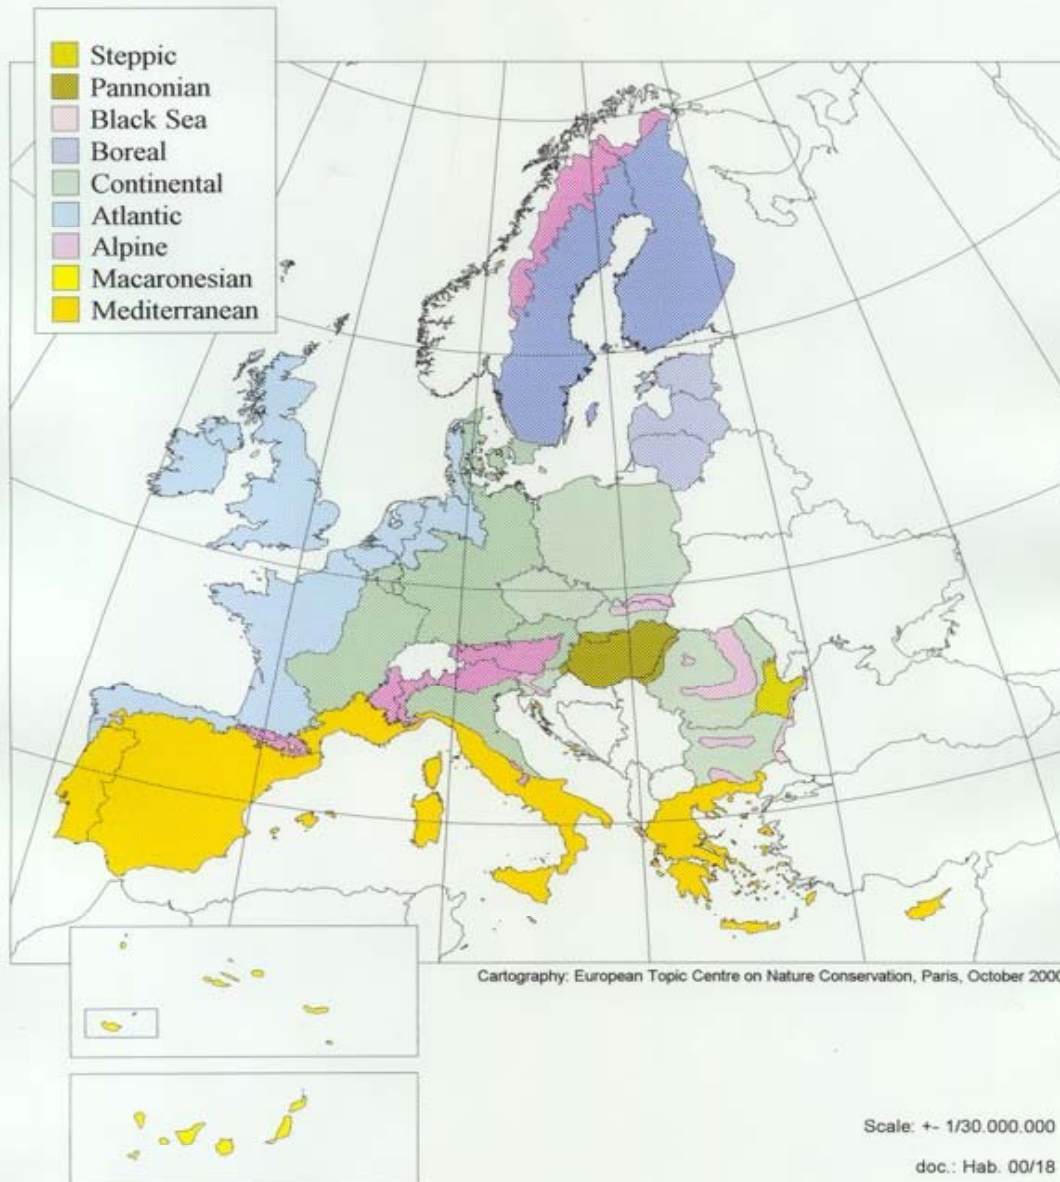 Steppic
Pannonian
Black Sea
Boreal
Continental
Atlantic
Alpine
Macaronesian
Mediterranean
Cartography: European Topic Centre on Nature Conservation, Paris, October 2000
Scale: +- 1/30.000.000
doc.: Hab. 00/18